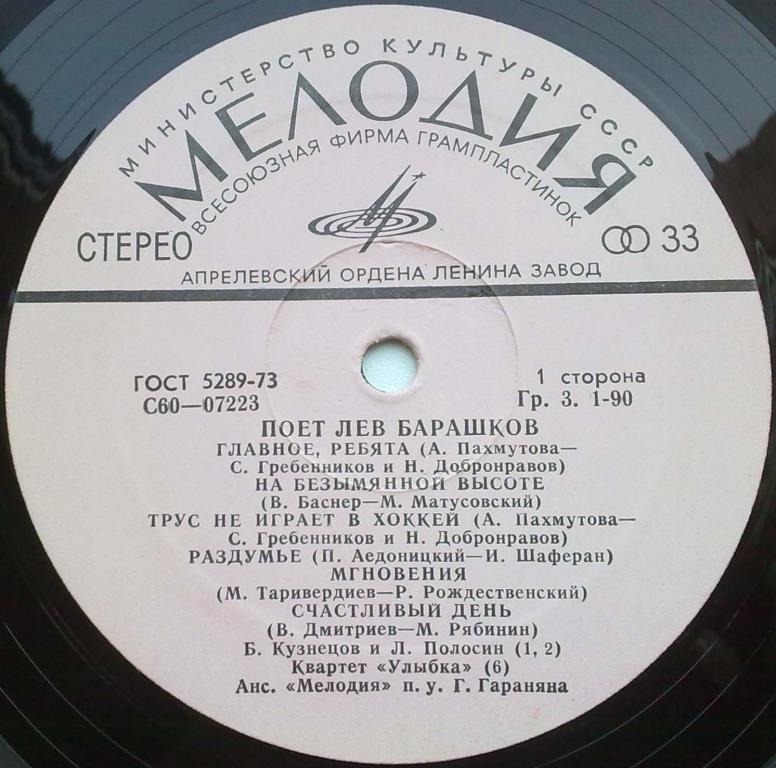 МИНИСТЕРСТВО КУЛЬТУРЫ СССР
МЕЛОДИЯ
ВСЕСОЮЗНАЯ ФИРМА ГРАМПЛАСТИНОК
СТЕРЕО 33
АПРЕЛЕВСКИЙ ОРДЕНА ЛЕНИНА ЗАВОД
ГОСТ 5289-73 1 сторона
С60—07223 Гр. 3. 1-90
ПОЕТ ЛЕВ БАРАШКОВ
ГЛАВНОЕ, РЕБЯТА (А. Пахмутова—
С. Гребенников и Н. Добронравов)
НА БЕЗЫМЯННОЙ ВЫСОТЕ
(В. Баснер—М. Матусовский)
ТРУС НЕ ИГРАЕТ В ХОККЕЙ (А. Пахмутова—
С. Гребенников и Н. Добронравов)
РАЗДУМЬЕ (П. Аедоницкий—И. Шаферан)
МГНОВЕНИЯ
(М. Таривердиев—Р. Рождественский)
СЧАСТЛИВЫЙ ДЕНЬ
(В. Дмитриев—М. Рябинин)
Б. Кузнецов и Л. Полосин (1, 2)
Квартет «Улыбка» (6)
Анс. «Мелодия» п. у. Г. Гараняна